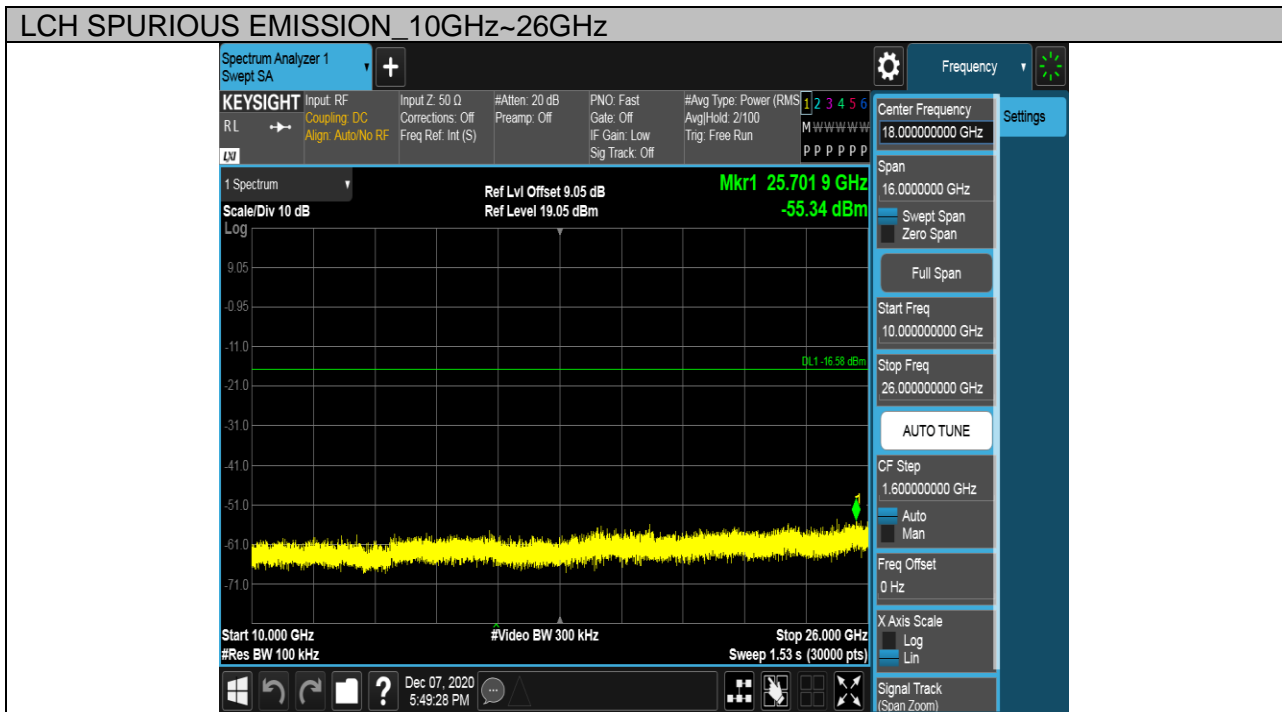 LCH SPURIOUS EMISSION_10GHz~26GHz
Spectrum Analyzer 1
Swept SA
+
Frequency
KEYSIGHT
RL
LXI
Input: RF
Coupling: DC
Align: Auto/No RF
Input Z: 50 Ω
Corrections: Off
Freq Ref: Int (S)
#Atten: 20 dB
Preamp: Off
PNO: Fast
Gate: Off
IF Gain: Low
Sig Track: Off
#Avg Type: Power (RMS
Avg|Hold: 2/100
Trig: Free Run
1 2 3 4 5 6
M W W W W W
P P P P P P
1 Spectrum
Scale/Div 10 dB
Log
Ref Lvl Offset 9.05 dB
Ref Level 19.05 dBm
Mkr1 25.701 9 GHz
-55.34 dBm
9.05
-0.95
-11.0
DL1 -16.58 dBm
-21.0
-31.0
-41.0
-51.0
1
-61.0
-71.0
Start 10.000 GHz
#Res BW 100 kHz
#Video BW 300 kHz
Stop 26.000 GHz
Sweep 1.53 s (30000 pts)
?
Dec 07, 2020
5:49:28 PM
Center Frequency
18.000000000 GHz
Settings
Span
16.0000000 GHz
Swept Span
Zero Span
Full Span
Start Freq
10.000000000 GHz
Stop Freq
26.000000000 GHz
AUTO TUNE
CF Step
1.600000000 GHz
Auto
Man
Freq Offset
0 Hz
X Axis Scale
Log
Lin
Signal Track
(Span Zoom)